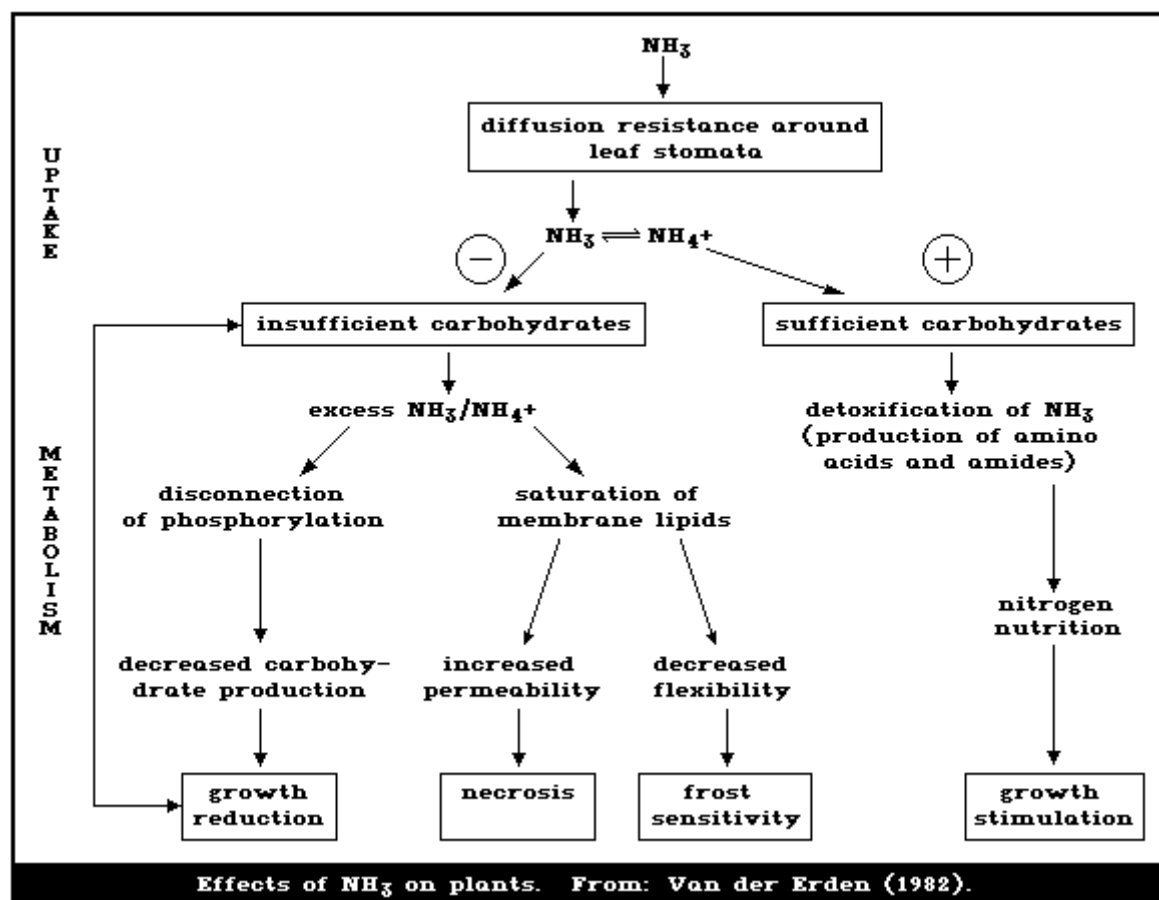 NH₃
diffusion resistance around
leaf stomata
UPTAKE
NH₃ ⇌ NH₄+
−
+
insufficient carbohydrates
sufficient carbohydrates
excess NH₃/NH₄+
detoxification of NH₃
(production of amino
acids and amides)
METABOLISM
disconnection
of phosphorylation
saturation of
membrane lipids
nitrogen
nutrition
decreased carbohy-
drate production
increased
permeability
decreased
flexibility
growth
reduction
necrosis
frost
sensitivity
growth
stimulation
Effects of NH₃ on plants. From: Van der Erden (1982).